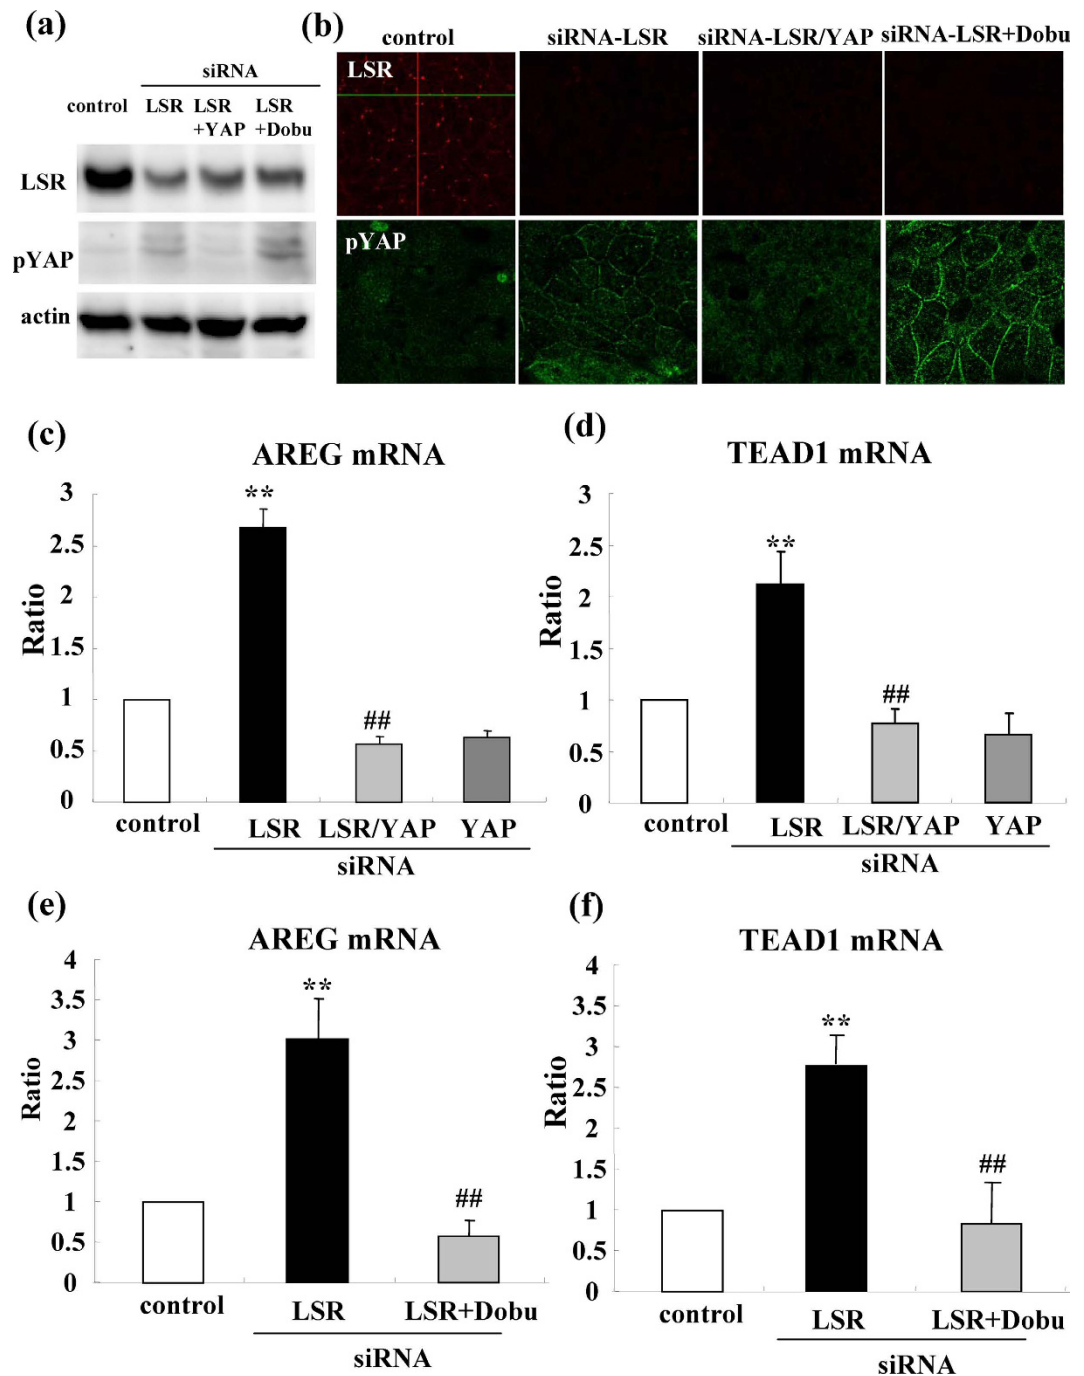 (a)
siRNA
control LSR LSR LSR
+YAP +Dobu
LSR
pYAP
actin
(b)
control siRNA-LSR siRNA-LSR/YAP siRNA-LSR+Dobu
LSR
pYAP
(c)
AREG mRNA
3
2.5
2
1.5
1
0.5
0
Ratio
**
##
control LSR LSR/YAP YAP
siRNA
(d)
TEAD1 mRNA
3
2.5
2
1.5
1
0.5
0
Ratio
**
##
control LSR LSR/YAP YAP
siRNA
(e)
AREG mRNA
4
3.5
3
2.5
2
1.5
1
0.5
0
Ratio
**
##
control LSR LSR+Dobu
siRNA
(f)
TEAD1 mRNA
4
3.5
3
2.5
2
1.5
1
0.5
0
Ratio
**
##
control LSR LSR+Dobu
siRNA